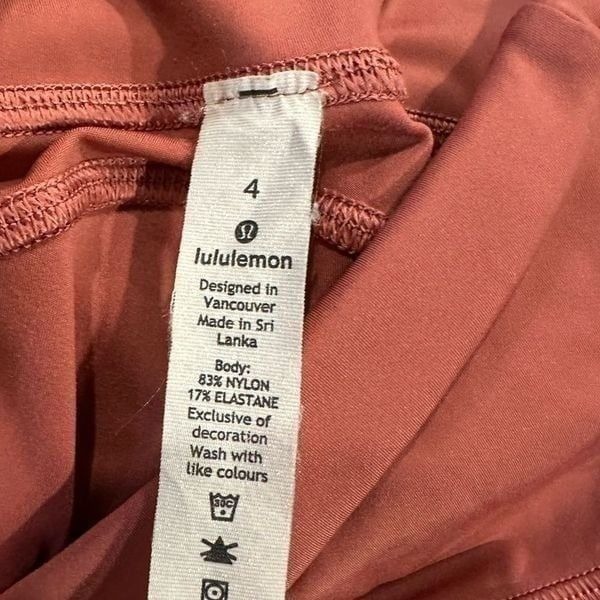 4
lululemon
Designed in
Vancouver
Made in Sri
Lanka
Body:
83% NYLON
17% ELASTANE
Exclusive of
decoration
Wash with
like colours
30C